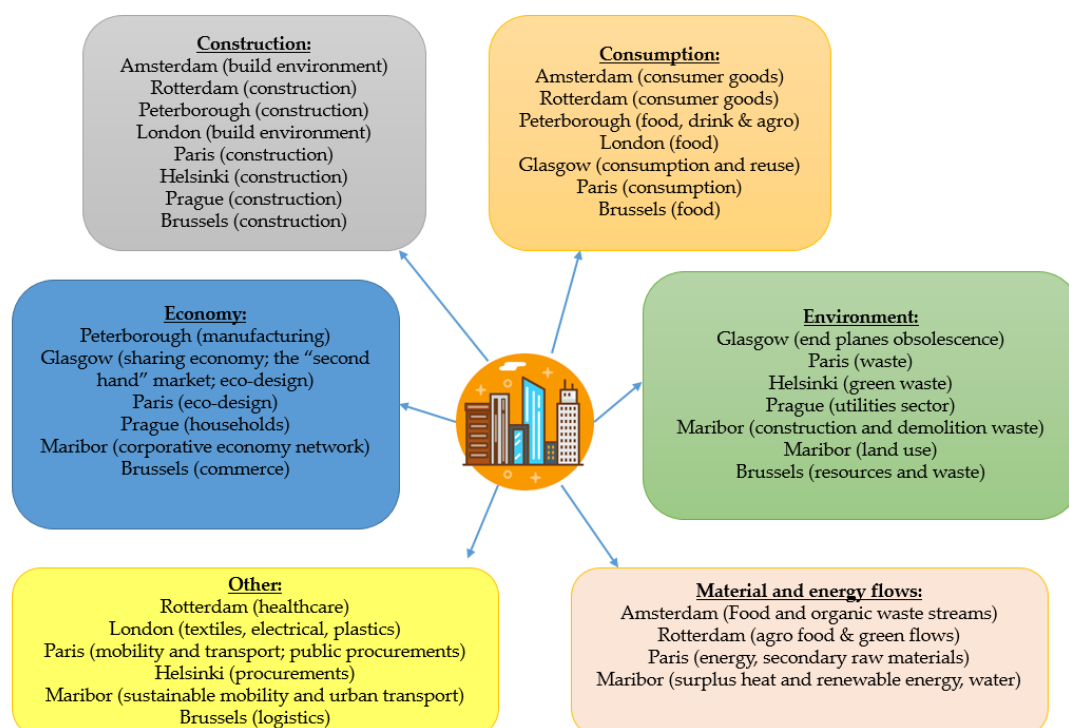 Construction:
Amsterdam (build environment)
Rotterdam (construction)
Peterborough (construction)
London (build environment)
Paris (construction)
Helsinki (construction)
Prague (construction)
Brussels (construction)
Consumption:
Amsterdam (consumer goods)
Rotterdam (consumer goods)
Peterborough (food, drink & agro)
London (food)
Glasgow (consumption and reuse)
Paris (consumption)
Brussels (food)
Economy:
Peterborough (manufacturing)
Glasgow (sharing economy; the “second
hand” market; eco-design)
Paris (eco-design)
Prague (households)
Maribor (corporative economy network)
Brussels (commerce)
Environment:
Glasgow (end planes obsolescence)
Paris (waste)
Helsinki (green waste)
Prague (utilities sector)
Maribor (construction and demolition waste)
Maribor (land use)
Brussels (resources and waste)
Other:
Rotterdam (healthcare)
London (textiles, electrical, plastics)
Paris (mobility and transport; public procurements)
Helsinki (procurements)
Maribor (sustainable mobility and urban transport)
Brussels (logistics)
Material and energy flows:
Amsterdam (Food and organic waste streams)
Rotterdam (agro food & green flows)
Paris (energy, secondary raw materials)
Maribor (surplus heat and renewable energy, water)